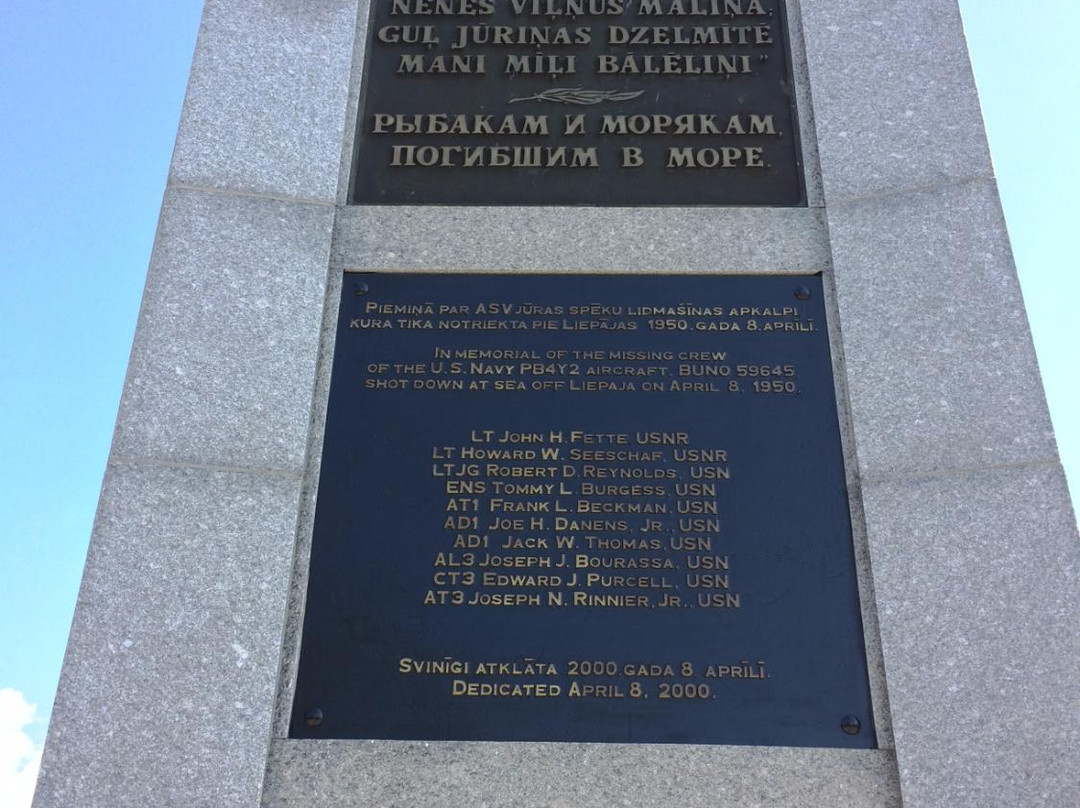 NENES VIĻŅUS MALIŅA,
GUĻ JŪRIŅAS DZELMĪTĒ
MANI MĪĻI BĀLĒLIŅI"
РЫБАКАМ И МОРЯКАМ,
ПОГИБШИМ В МОРЕ.
PIEMIŅĀ PAR ASV JŪRAS SPĒKU LIDMAŠĪNAS APKALPI
KURA TIKA NOTRIEKTA PIE LIEPĀJAS 1950. GADA 8. APRĪLĪ.
IN MEMORIAL OF THE MISSING CREW
OF THE U.S. NAVY PB4Y2 AIRCRAFT, BUNO 59645
SHOT DOWN AT SEA OFF LIEPAJA ON APRIL 8, 1950.
LT JOHN H. FETTE USNR
LT HOWARD W. SEESCHAF, USNR
LTJG ROBERT D. REYNOLDS, USN
ENS TOMMY L. BURGESS, USN
AT1 FRANK L. BECKMAN, USN
AD1 JOE H. DANENS, JR., USN
AD1 JACK W. THOMAS, USN
AL3 JOSEPH J. BOURASSA, USN
CT3 EDWARD J. PURCELL, USN
AT3 JOSEPH N. RINNIER, JR., USN
SVINĪGI ATKLĀTA 2000. GADA 8. APRĪLĪ.
DEDICATED APRIL 8, 2000.